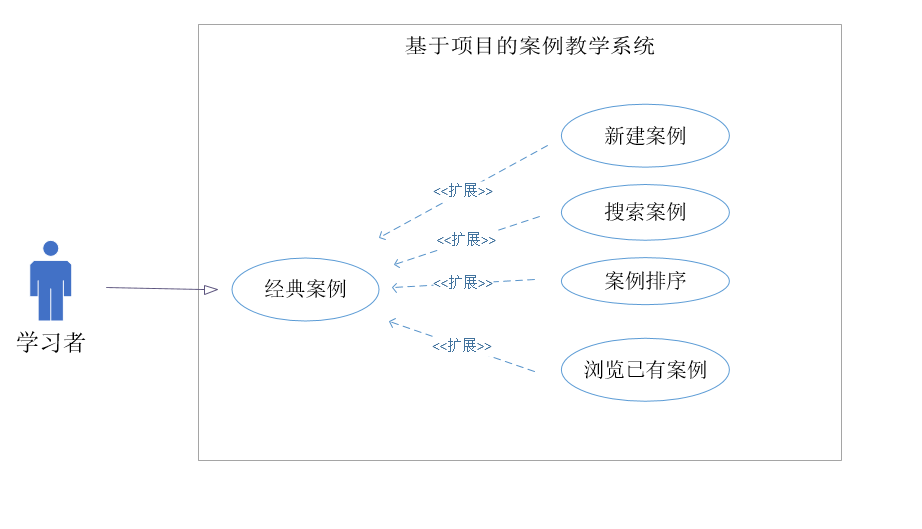 基于项目的案例教学系统
新建案例
<<扩展>>
搜索案例
<<扩展>>
经典案例
<<扩展>>
案例排序
学习者
<<扩展>>
浏览已有案例